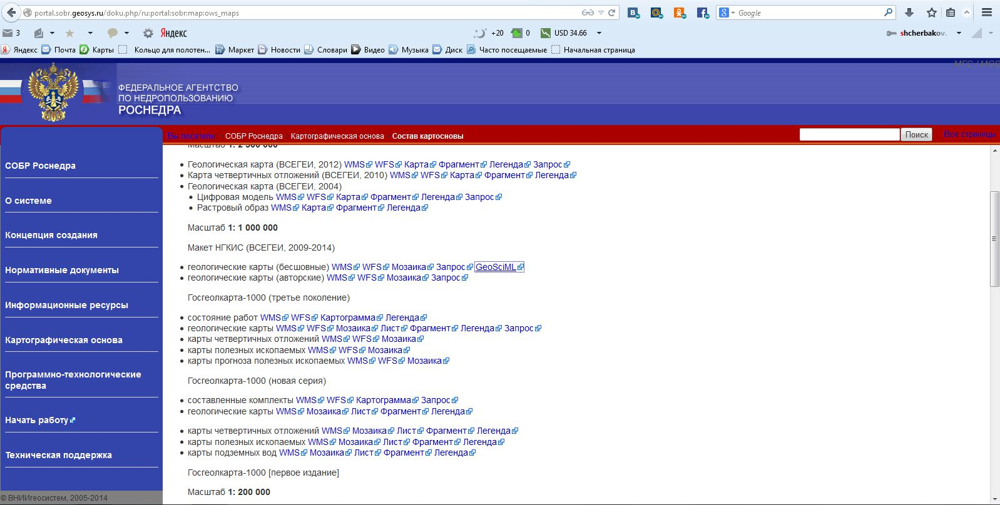 portal.sobr.geosys.ru/doku.php/ru:portal:sobr:map:ows_maps
Google
3 Яндекс +20 0 USD 34.66 shcherbakov.
Яндекс Почта Карты Кольцо для полотен... Маркет Новости Словари Видео Музыка Диск Часто посещаемые Начальная страница
ФЕДЕРАЛЬНОЕ АГЕНТСТВО
ПО НЕДРОПОЛЬЗОВАНИЮ
РОСНЕДРА
Вы посетили: СОБР Роснедра Картографическая основа Состав картосновы Поиск Все страницы
СОБР Роснедра
О системе
Концепция создания
Нормативные документы
Информационные ресурсы
Картографическая основа
Программно-технологические
средства
Начать работу
Техническая поддержка
© ВНИИгеосистем, 2005-2014
Масштаб 1: 2 500 000
Геологическая карта (ВСЕГЕИ, 2012) WMS WFS Карта Фрагмент Легенда Запрос
Карта четвертичных отложений (ВСЕГЕИ, 2010) WMS WFS Карта Фрагмент Легенда
Геологическая карта (ВСЕГЕИ, 2004)
Цифровая модель WMS WFS Карта Фрагмент Легенда Запрос
Растровый образ WMS Карта Фрагмент Легенда
Масштаб 1: 1 000 000
Макет НГКИС (ВСЕГЕИ, 2009-2014)
геологические карты (бесшовные) WMS WFS Мозаика Запрос GeoSciML
геологические карты (авторские) WMS WFS Мозаика Запрос
Госгеолкарта-1000 (третье поколение)
состояние работ WMS WFS Картограмма Легенда
геологические карты WMS WFS Мозаика Лист Фрагмент Легенда Запрос
карты четвертичных отложений WMS WFS Мозаика
карты полезных ископаемых WMS WFS Мозаика
карты прогноза полезных ископаемых WMS WFS Мозаика
Госгеолкарта-1000 (новая серия)
составленные комплекты WMS WFS Картограмма Запрос
геологические карты WMS Мозаика Лист Фрагмент Легенда
карты четвертичных отложений WMS Мозаика Лист Фрагмент Легенда
карты полезных ископаемых WMS Мозаика Лист Фрагмент Легенда
карты подземных вод WMS Мозаика Лист Фрагмент Легенда
Госгеолкарта-1000 [первое издание]
Масштаб 1: 200 000